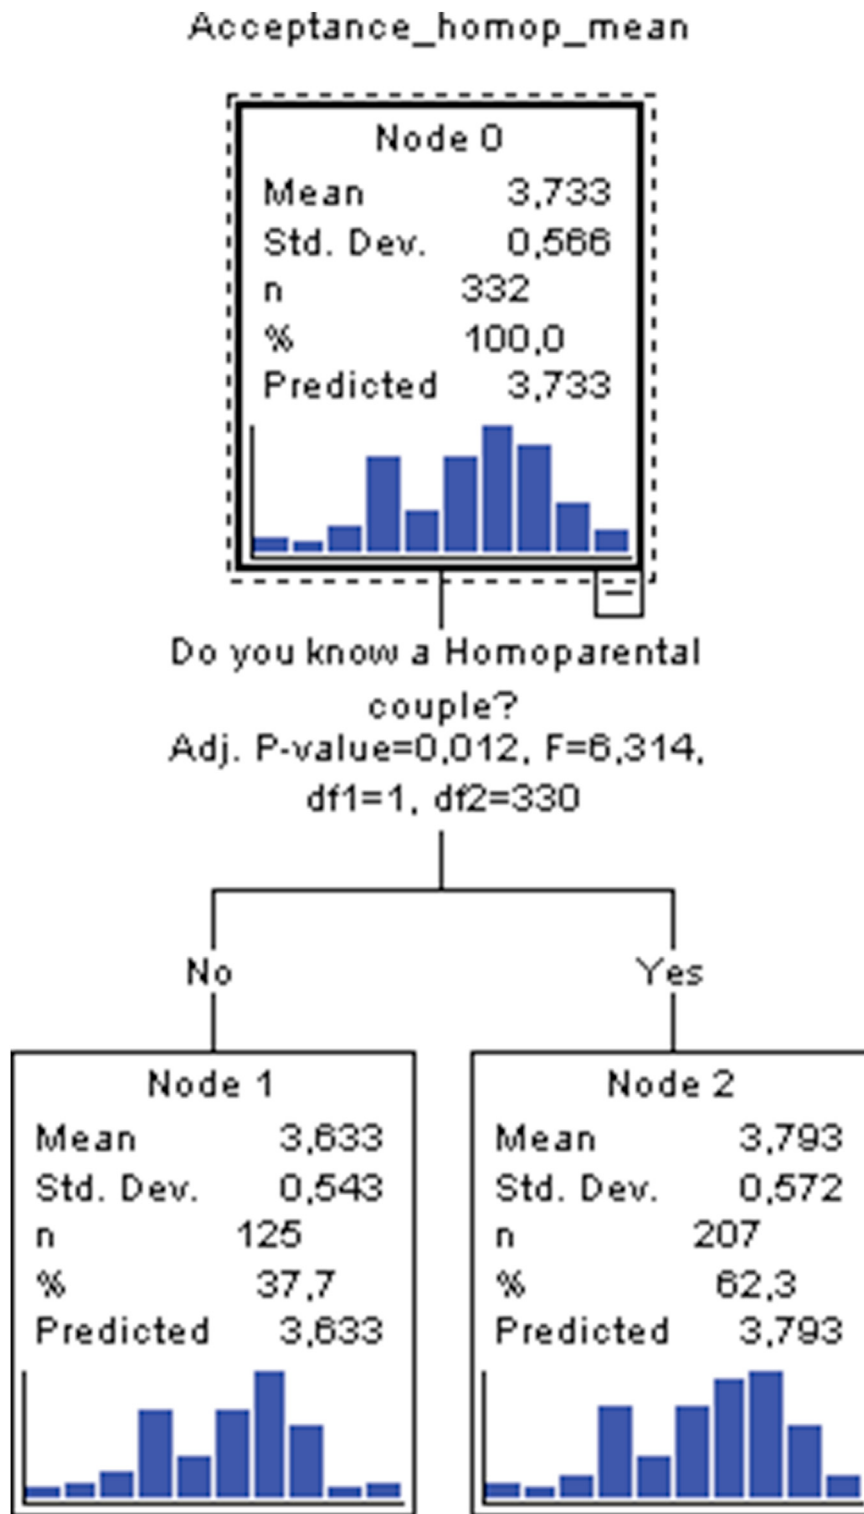 Acceptance_homop_mean
Node 0
Mean 3,733
Std. Dev. 0,566
n 332
% 100,0
Predicted 3,733
Do you know a Homoparental
couple?
Adj. P-value=0,012, F=6,314,
df1=1, df2=330
No
Yes
Node 1
Mean 3,633
Std. Dev. 0,543
n 125
% 37,7
Predicted 3,633
Node 2
Mean 3,793
Std. Dev. 0,572
n 207
% 62,3
Predicted 3,793